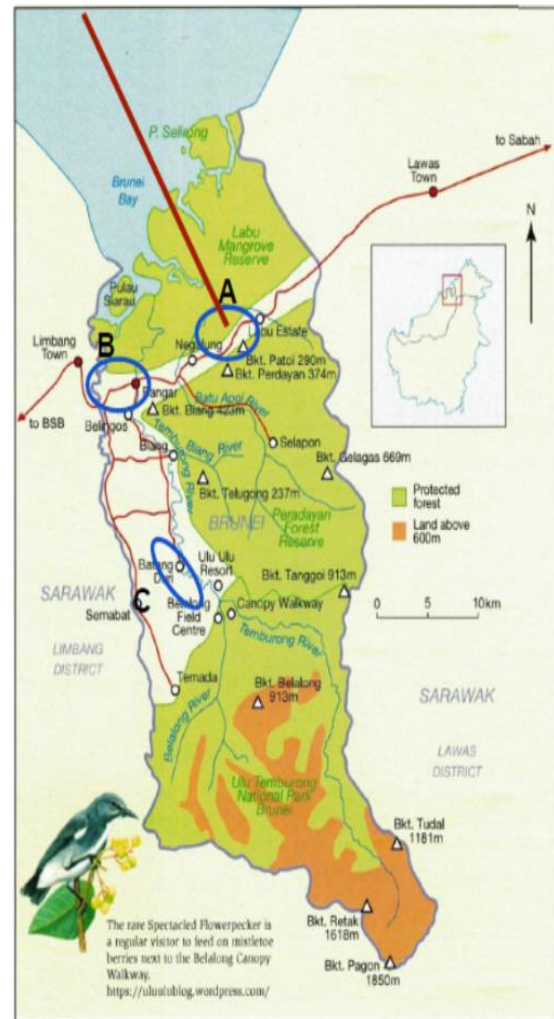 P. Selirong
to Sabah
Brunei
Bay
Lawas
Town
N
Labu
Mangrove
Reserve
Pulau
Siarau
A
Labu Estate
B
Limbang
Town
Negalung
Bkt. Patoi 290m
Bkt. Perdayan 374m
to BSB
Bangar
Batu Apoi River
Bkt. Biang 423m
Belingos
Selapon
Biang
Biang River
Temburong River
Bkt. Gelagas 669m
Bkt. Telugong 237m
Protected
forest
BRUNEI
Peradayan
Forest
Reserve
Land above
600m
Batang
Duri
Ulu Ulu
Resort
Bkt. Tanggoi 913m
SARAWAK
C
Semabat
Belalong
Field
Centre
Canopy Walkway
0 5 10km
LIMBANG
DISTRICT
Temburong
River
Temada
Bkt. Belalong
913m
SARAWAK
Belalong River
LAWAS
DISTRICT
Ulu Temburong
National Park
Brunei
Bkt. Tudal
1181m
Bkt. Retak
1618m
Bkt. Pagon
1850m
The rare Spectacled Flowerpecker is
a regular visitor to feed on mistletoe
berries next to the Belalong Canopy
Walkway.
https://uluulublog.wordpress.com/